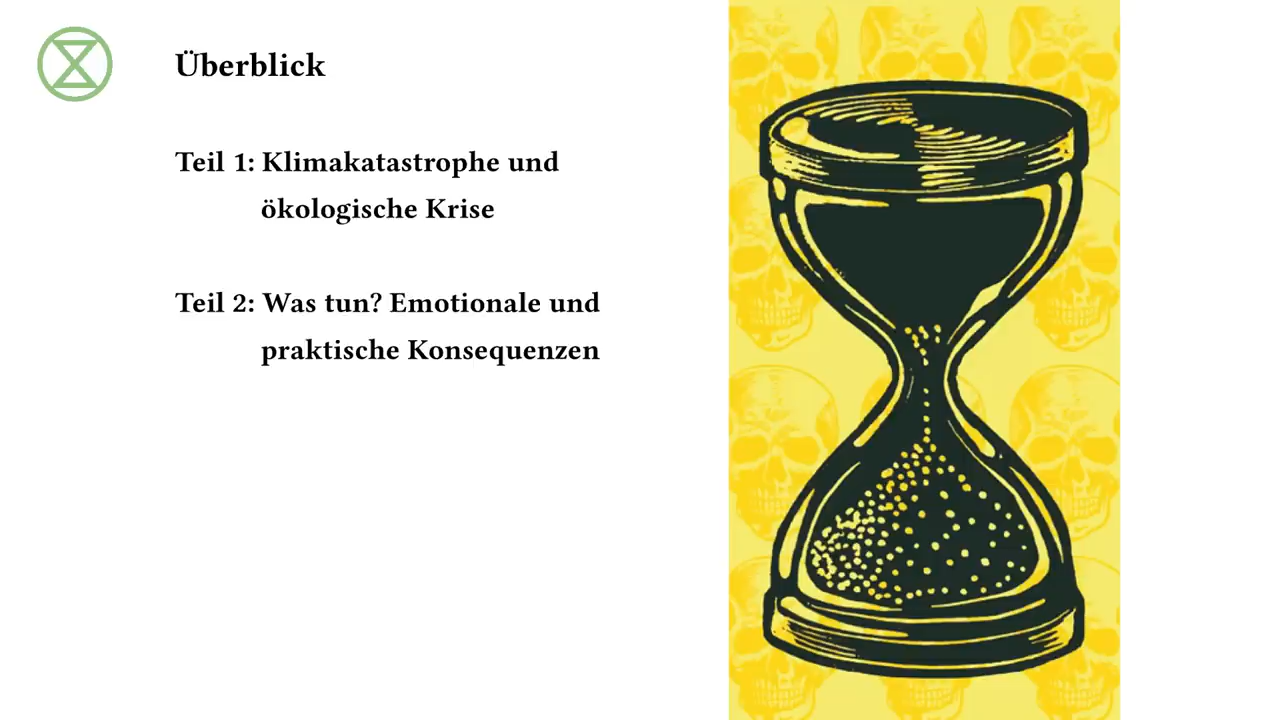 Überblick
Teil 1: Klimakatastrophe und
ökologische Krise
Teil 2: Was tun? Emotionale und
praktische Konsequenzen